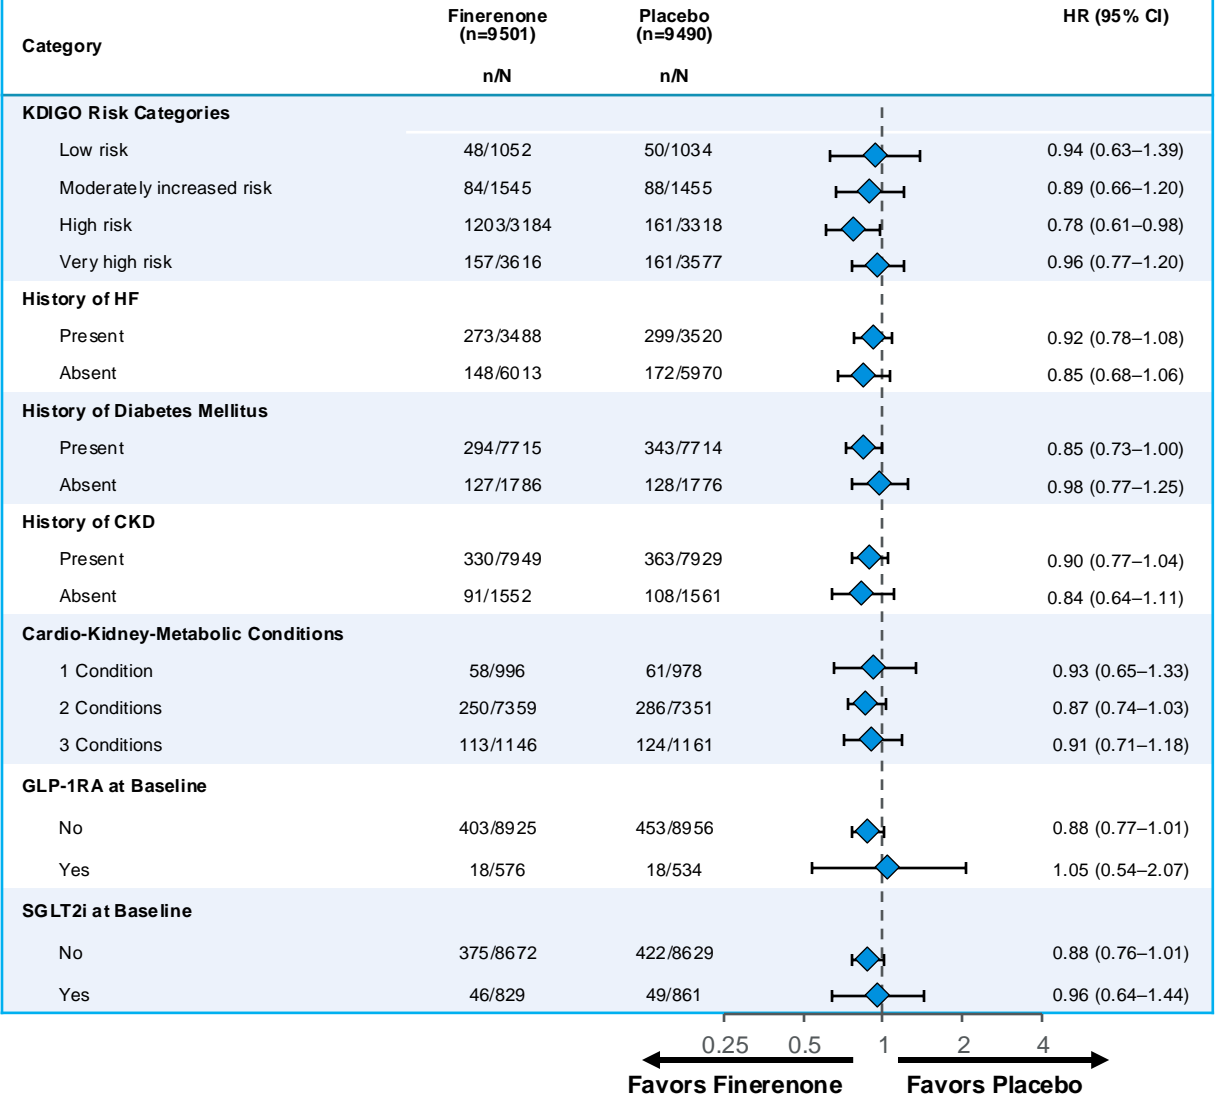 Category Finerenone (n=9501) n/N Placebo (n=9490) n/N HR (95% CI)
KDIGO Risk Categories
Low risk 48/1052 50/1034 0.94 (0.63–1.39)
Moderately increased risk 84/1545 88/1455 0.89 (0.66–1.20)
High risk 1203/3184 161/3318 0.78 (0.61–0.98)
Very high risk 157/3616 161/3577 0.96 (0.77–1.20)
History of HF
Present 273/3488 299/3520 0.92 (0.78–1.08)
Absent 148/6013 172/5970 0.85 (0.68–1.06)
History of Diabetes Mellitus
Present 294/7715 343/7714 0.85 (0.73–1.00)
Absent 127/1786 128/1776 0.98 (0.77–1.25)
History of CKD
Present 330/7949 363/7929 0.90 (0.77–1.04)
Absent 91/1552 108/1561 0.84 (0.64–1.11)
Cardio-Kidney-Metabolic Conditions
1 Condition 58/996 61/978 0.93 (0.65–1.33)
2 Conditions 250/7359 286/7351 0.87 (0.74–1.03)
3 Conditions 113/1146 124/1161 0.91 (0.71–1.18)
GLP-1RA at Baseline
No 403/8925 453/8956 0.88 (0.77–1.01)
Yes 18/576 18/534 1.05 (0.54–2.07)
SGLT2i at Baseline
No 375/8672 422/8629 0.88 (0.76–1.01)
Yes 46/829 49/861 0.96 (0.64–1.44)
0.25 0.5 1 2 4
Favors Finerenone Favors Placebo